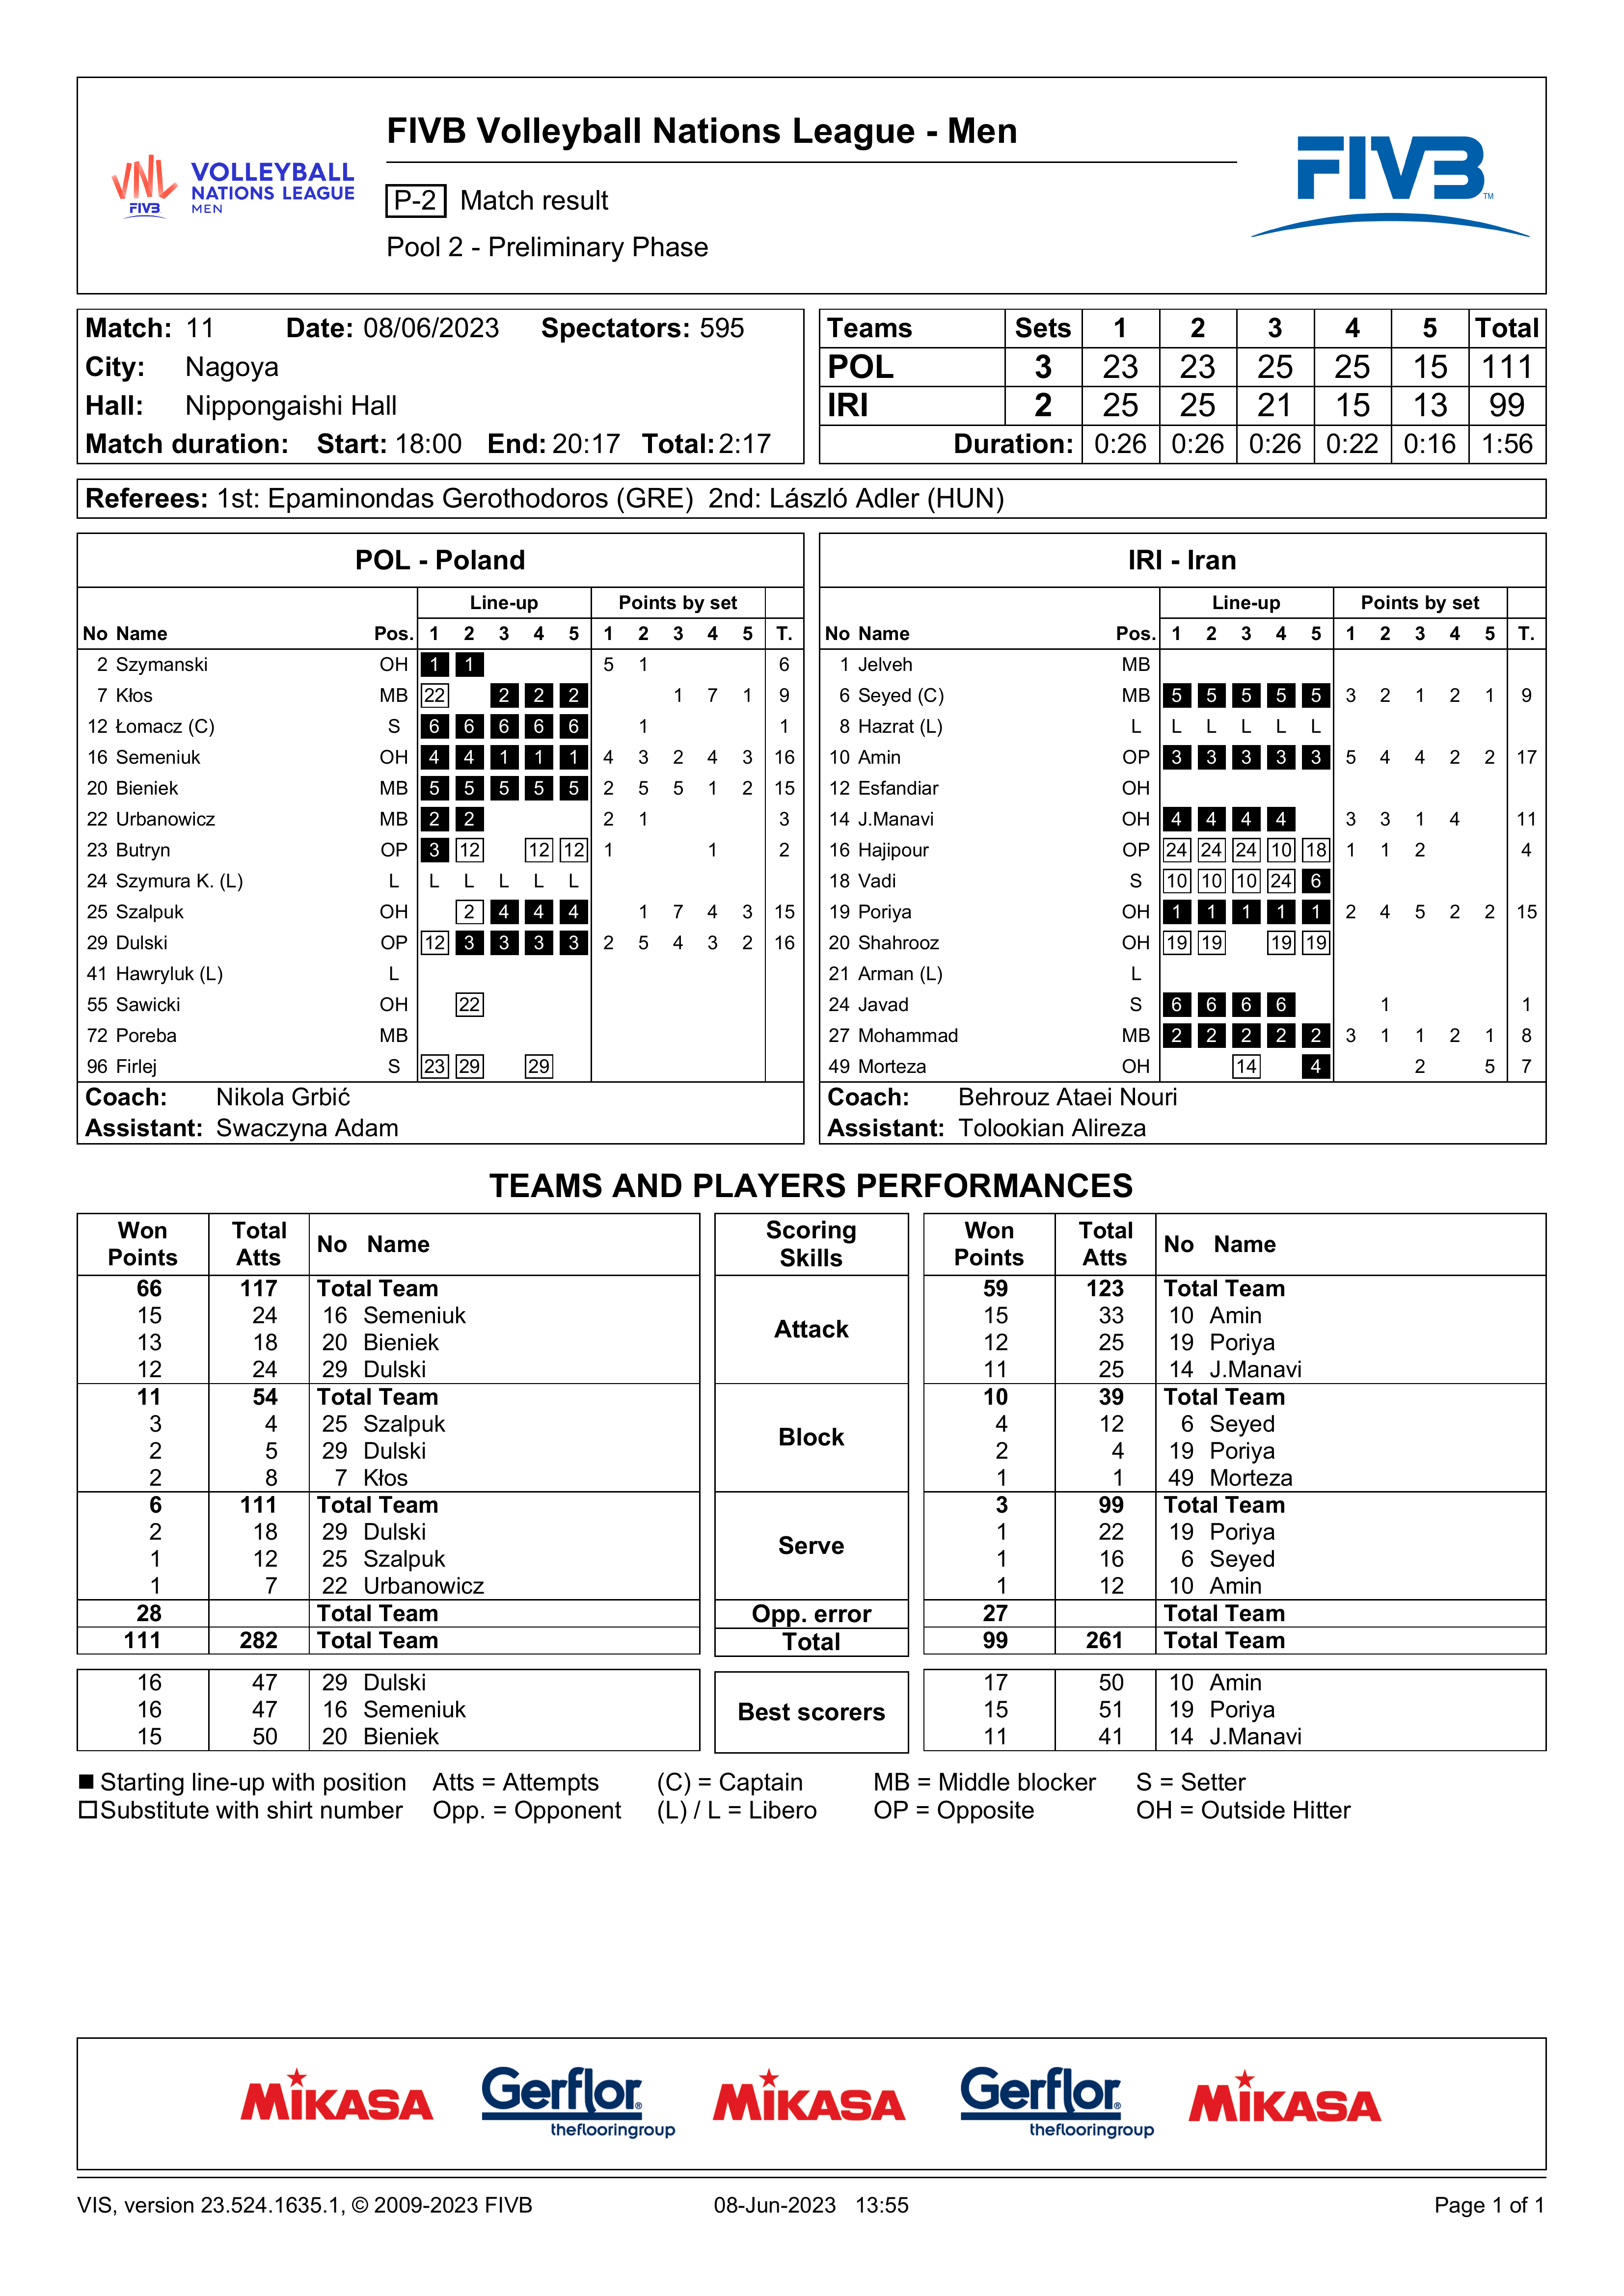 FIVB Volleyball Nations League - Men
VNL FIVB VOLLEYBALL NATIONS LEAGUE MEN
P-2 Match result
FIVB TM
Pool 2 - Preliminary Phase
Match: 11 Date: 08/06/2023 Spectators: 595
City: Nagoya
Hall: Nippongaishi Hall
Match duration: Start: 18:00 End: 20:17 Total: 2:17
Teams Sets 1 2 3 4 5 Total
POL 3 23 23 25 25 15 111
IRI 2 25 25 21 15 13 99
Duration: 0:26 0:26 0:26 0:22 0:16 1:56
Referees: 1st: Epaminondas Gerothodoros (GRE) 2nd: László Adler (HUN)
POL - Poland
Line-up Points by set
No Name Pos. 1 2 3 4 5 1 2 3 4 5 T.
2 Szymanski OH 1 1 5 1 6
7 Kłos MB 22 2 2 2 1 7 1 9
12 Łomacz (C) S 6 6 6 6 6 1 1
16 Semeniuk OH 4 4 1 1 1 4 3 2 4 3 16
20 Bieniek MB 5 5 5 5 5 2 5 5 1 2 15
22 Urbanowicz MB 2 2 2 1 3
23 Butryn OP 3 12 12 12 1 1 2
24 Szymura K. (L) L L L L L L
25 Szalpuk OH 2 4 4 4 1 7 4 3 15
29 Dulski OP 12 3 3 3 3 2 5 4 3 2 16
41 Hawryluk (L) L
55 Sawicki OH 22
72 Poreba MB
96 Firlej S 23 29 29
Coach: Nikola Grbić
Assistant: Swaczyna Adam
IRI - Iran
Line-up Points by set
No Name Pos. 1 2 3 4 5 1 2 3 4 5 T.
1 Jelveh MB
6 Seyed (C) MB 5 5 5 5 5 3 2 1 2 1 9
8 Hazrat (L) L L L L L L
10 Amin OP 3 3 3 3 3 5 4 4 2 2 17
12 Esfandiar OH
14 J.Manavi OH 4 4 4 4 3 3 1 4 11
16 Hajipour OP 24 24 24 10 18 1 1 2 4
18 Vadi S 10 10 10 24 6
19 Poriya OH 1 1 1 1 1 2 4 5 2 2 15
20 Shahrooz OH 19 19 19 19
21 Arman (L) L
24 Javad S 6 6 6 6 1 1
27 Mohammad MB 2 2 2 2 2 3 1 1 2 1 8
49 Morteza OH 14 4 2 5 7
Coach: Behrouz Ataei Nouri
Assistant: Tolookian Alireza
TEAMS AND PLAYERS PERFORMANCES
Won Points Total Atts No Name Scoring Skills Won Points Total Atts No Name
66 117 Total Team Attack 59 123 Total Team
15 24 16 Semeniuk 15 33 10 Amin
13 18 20 Bieniek 12 25 19 Poriya
12 24 29 Dulski 11 25 14 J.Manavi
11 54 Total Team Block 10 39 Total Team
3 4 25 Szalpuk 4 12 6 Seyed
2 5 29 Dulski 2 4 19 Poriya
2 8 7 Kłos 1 1 49 Morteza
6 111 Total Team Serve 3 99 Total Team
2 18 29 Dulski 1 22 19 Poriya
1 12 25 Szalpuk 1 16 6 Seyed
1 7 22 Urbanowicz 1 12 10 Amin
28 Total Team Opp. error 27 Total Team
111 282 Total Team Total 99 261 Total Team
16 47 29 Dulski Best scorers 17 50 10 Amin
16 47 16 Semeniuk 15 51 19 Poriya
15 50 20 Bieniek 11 41 14 J.Manavi
Starting line-up with position Atts = Attempts (C) = Captain MB = Middle blocker S = Setter
Substitute with shirt number Opp. = Opponent (L) / L = Libero OP = Opposite OH = Outside Hitter
MIKASA Gerflor® theflooringgroup MIKASA Gerflor® theflooringgroup MIKASA
VIS, version 23.524.1635.1, © 2009-2023 FIVB 08-Jun-2023 13:55 Page 1 of 1